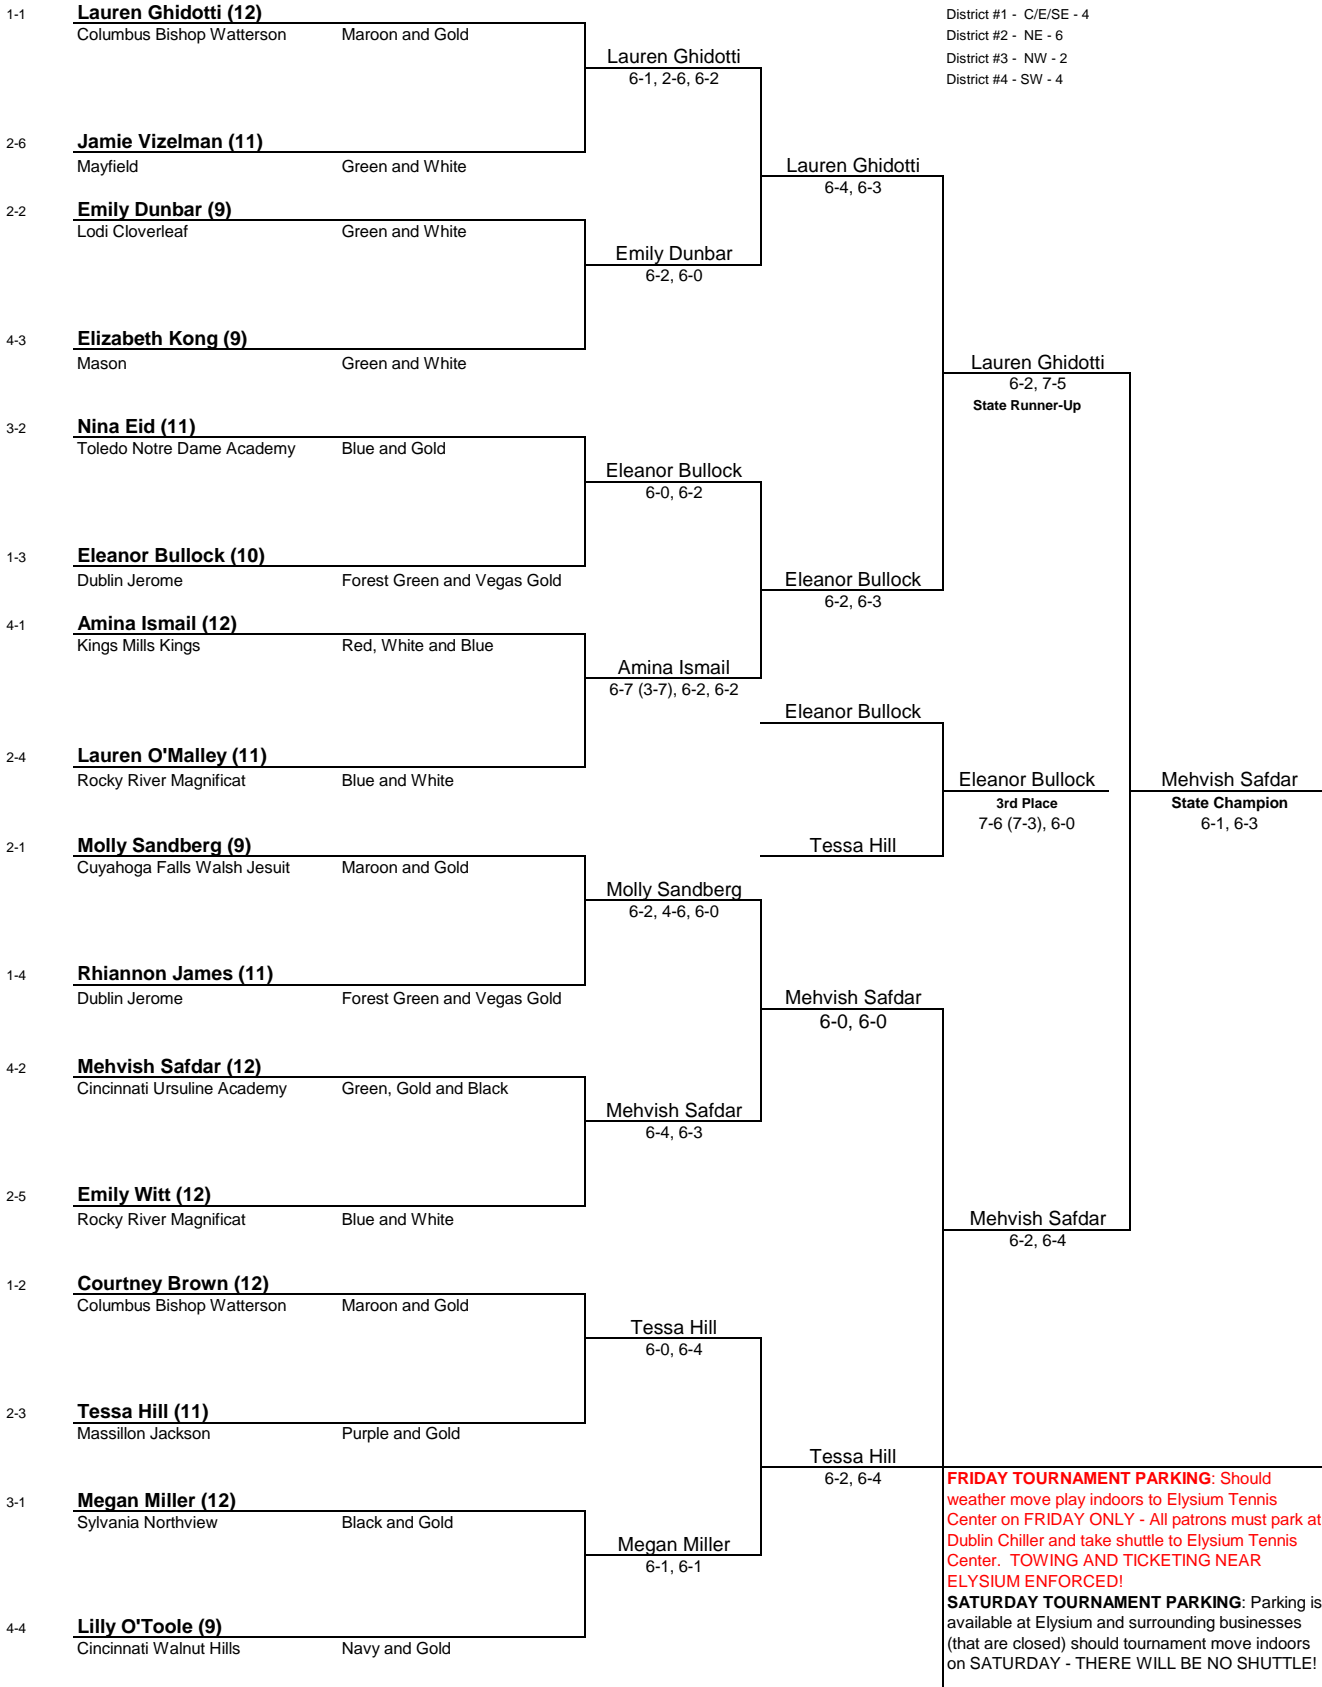 1-1 Lauren Ghidotti (12)
Columbus Bishop Watterson Maroon and Gold
District #1 - C/E/SE - 4
District #2 - NE - 6
District #3 - NW - 2
District #4 - SW - 4
Lauren Ghidotti
6-1, 2-6, 6-2
2-6 Jamie Vizelman (11)
Mayfield Green and White
Lauren Ghidotti
6-4, 6-3
2-2 Emily Dunbar (9)
Lodi Cloverleaf Green and White
Emily Dunbar
6-2, 6-0
4-3 Elizabeth Kong (9)
Mason Green and White
Lauren Ghidotti
6-2, 7-5
State Runner-Up
3-2 Nina Eid (11)
Toledo Notre Dame Academy Blue and Gold
Eleanor Bullock
6-0, 6-2
1-3 Eleanor Bullock (10)
Dublin Jerome Forest Green and Vegas Gold
Eleanor Bullock
6-2, 6-3
4-1 Amina Ismail (12)
Kings Mills Kings Red, White and Blue
Amina Ismail
6-7 (3-7), 6-2, 6-2
Eleanor Bullock
2-4 Lauren O'Malley (11)
Rocky River Magnificat Blue and White
Eleanor Bullock
3rd Place
7-6 (7-3), 6-0
Mehvish Safdar
State Champion
6-1, 6-3
Tessa Hill
2-1 Molly Sandberg (9)
Cuyahoga Falls Walsh Jesuit Maroon and Gold
Molly Sandberg
6-2, 4-6, 6-0
1-4 Rhiannon James (11)
Dublin Jerome Forest Green and Vegas Gold
Mehvish Safdar
6-0, 6-0
4-2 Mehvish Safdar (12)
Cincinnati Ursuline Academy Green, Gold and Black
Mehvish Safdar
6-4, 6-3
2-5 Emily Witt (12)
Rocky River Magnificat Blue and White
Mehvish Safdar
6-2, 6-4
1-2 Courtney Brown (12)
Columbus Bishop Watterson Maroon and Gold
Tessa Hill
6-0, 6-4
2-3 Tessa Hill (11)
Massillon Jackson Purple and Gold
Tessa Hill
6-2, 6-4
3-1 Megan Miller (12)
Sylvania Northview Black and Gold
Megan Miller
6-1, 6-1
4-4 Lilly O'Toole (9)
Cincinnati Walnut Hills Navy and Gold
FRIDAY TOURNAMENT PARKING: Should
weather move play indoors to Elysium Tennis
Center on FRIDAY ONLY - All patrons must park at
Dublin Chiller and take shuttle to Elysium Tennis
Center. TOWING AND TICKETING NEAR
ELYSIUM ENFORCED!
SATURDAY TOURNAMENT PARKING: Parking is
available at Elysium and surrounding businesses
(that are closed) should tournament move indoors
on SATURDAY - THERE WILL BE NO SHUTTLE!